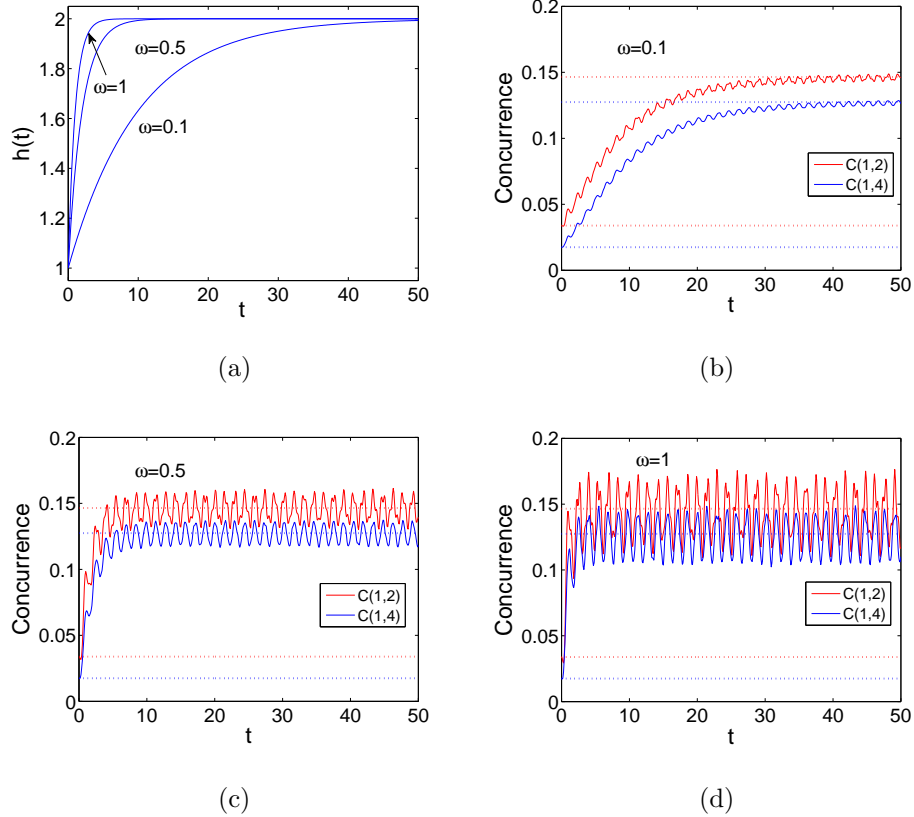 2
1.8
1.6
1.4
1.2
1
h(t)
ω=0.5
ω=1
ω=0.1
0 10 20 30 40 50
t
(a)
0.2
0.15
0.1
0.05
0
Concurrence
ω=0.1
C(1,2)
C(1,4)
0 10 20 30 40 50
t
(b)
0.2
0.15
0.1
0.05
0
Concurrence
ω=0.5
C(1,2)
C(1,4)
0 10 20 30 40 50
t
(c)
0.2
0.15
0.1
0.05
0
Concurrence
ω=1
C(1,2)
C(1,4)
0 10 20 30 40 50
t
(d)